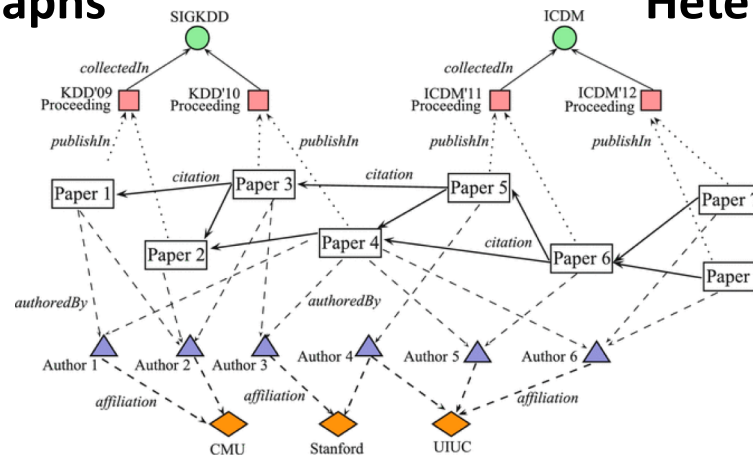 aphs
Hete
SIGKDD
ICDM
collectedIn
collectedIn
KDD'09
Proceeding
KDD'10
Proceeding
ICDM'11
Proceeding
ICDM'12
Proceeding
publishIn
publishIn
publishIn
publishIn
Paper 1
citation
Paper 3
citation
Paper 5
Paper
Paper 2
Paper 4
citation
Paper 6
Paper
authoredBy
authoredBy
Author 1
Author 2
Author 3
Author 4
Author 5
Author 6
affiliation
affiliation
affiliation
CMU
Stanford
UIUC